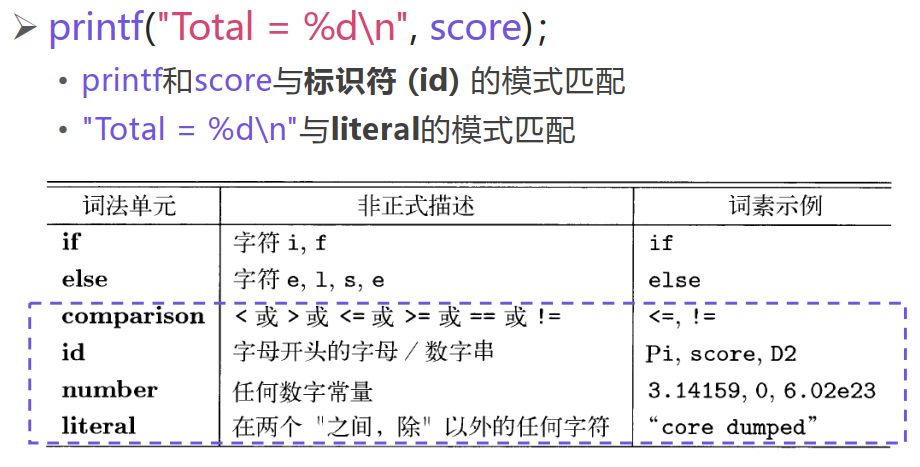 ➢ printf("Total = %d\n", score);
• printf和score与标识符 (id) 的模式匹配
• "Total = %d\n"与literal的模式匹配
词法单元 非正式描述 词素示例
if 字符 i, f if
else 字符 e, l, s, e else
comparison < 或 > 或 <= 或 >= 或 == 或 != <=, !=
id 字母开头的字母 / 数字串 Pi, score, D2
number 任何数字常量 3.14159, 0, 6.02e23
literal 在两个 "之间，除" 以外的任何字符 “core dumped”